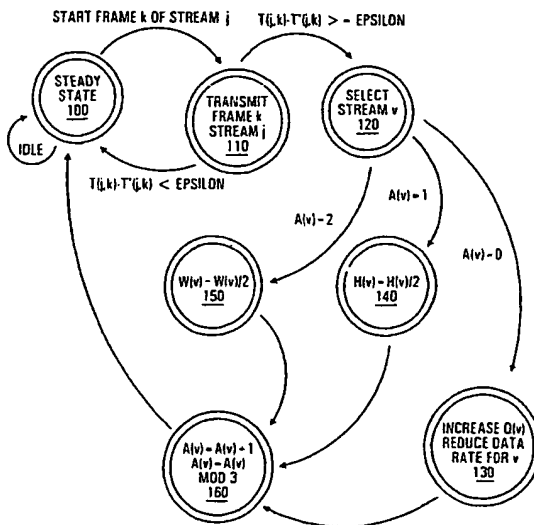 START FRAME k OF STREAM j
T(j,k)-T''(j,k) > = EPSILON
STEADY
STATE
100
IDLE
TRANSMIT
FRAME k
STREAM j
110
SELECT
STREAM v
120
T(j,k)-T''(j,k) < EPSILON
A(v) = 2
A(v) = 1
A(v) = 0
W(v) = W(v)/2
150
H(v) = H(v)/2
140
A(v) = A(v) + 1
A(v) = A(v)
MOD 3
160
INCREASE Q(v)
REDUCE DATA
RATE FOR v
130